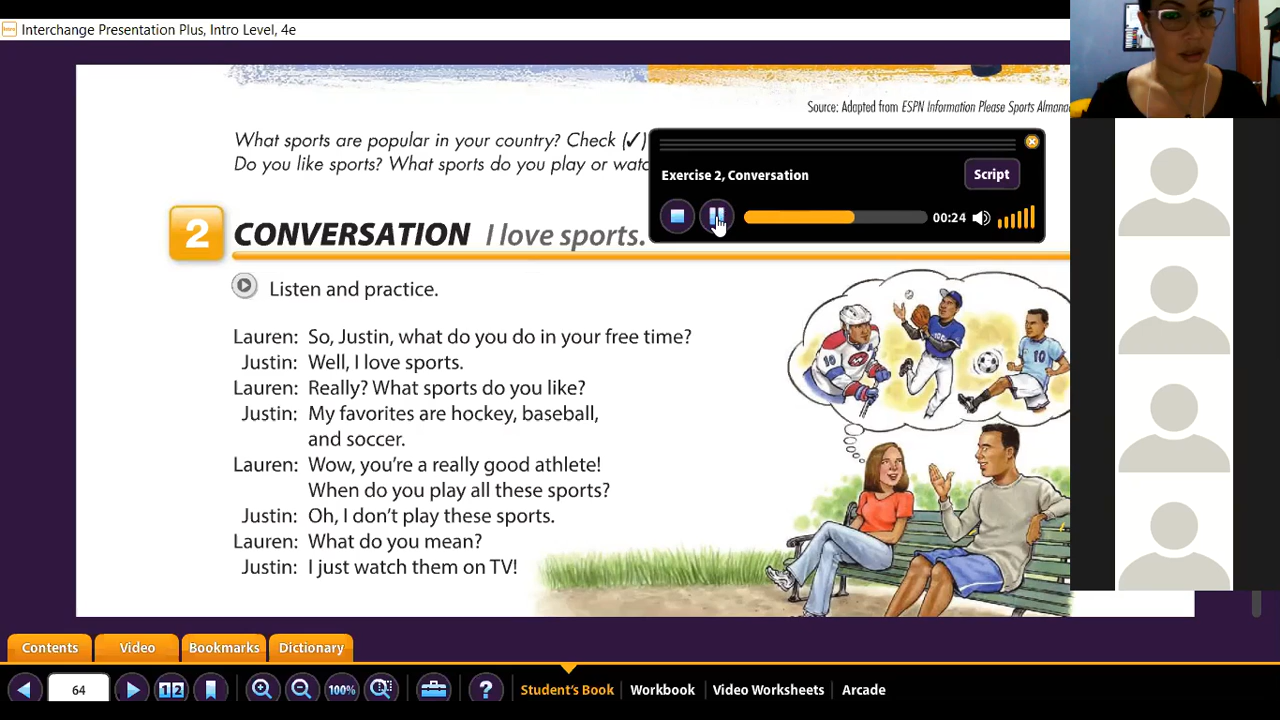 Interchange Presentation Plus, Intro Level, 4e
Source: Adapted from ESPN Information Please Sports
What sports are popular in your country? Check (✓)
Do you like sports? What sports do you play or
Exercise 2, Conversation
Script
00:24
2 CONVERSATION I love sports.
Listen and practice.
Lauren: So, Justin, what do you do in your free time?
Justin: Well, I love sports.
Lauren: Really? What sports do you like?
Justin: My favorites are hockey, baseball,
and soccer.
Lauren: Wow, you're a really good athlete!
When do you play all these sports?
Justin: Oh, I don't play these sports.
Lauren: What do you mean?
Justin: I just watch them on TV!
10
Contents Video Bookmarks Dictionary
64 1 2 100% ? Student's Book Workbook Video Worksheets Arcade